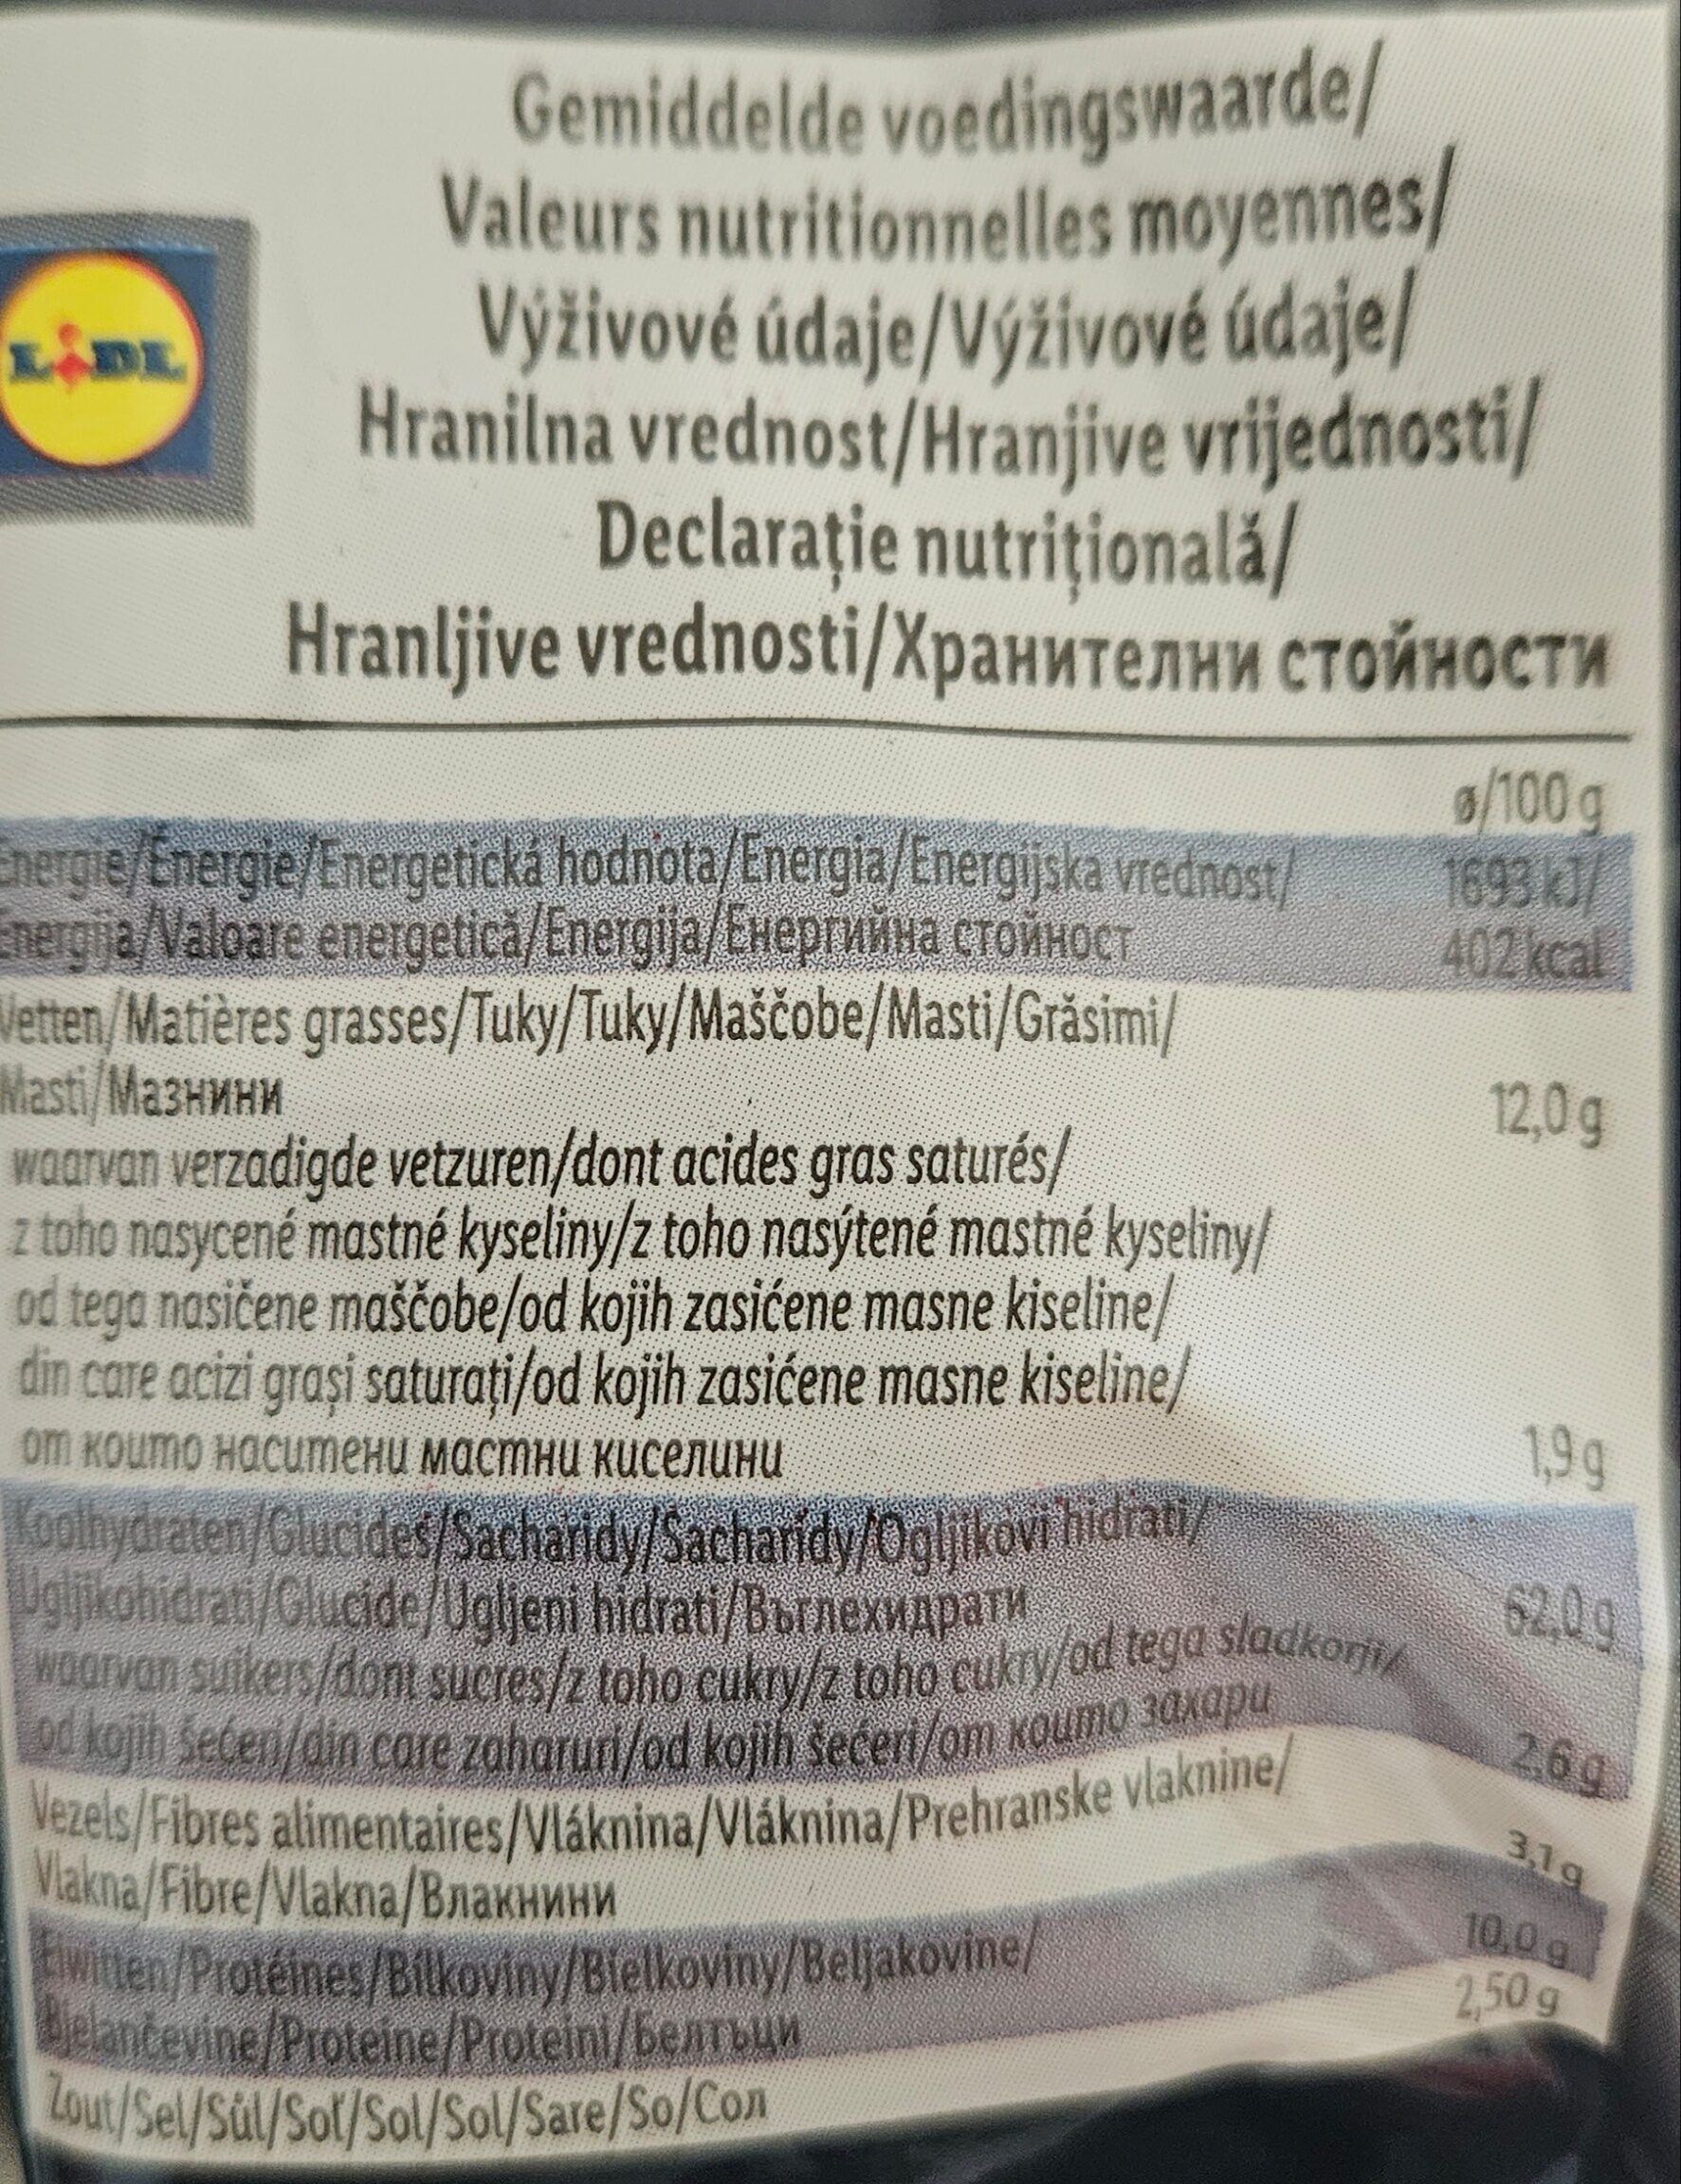 Gemiddelde voedingswaarde/
Valeurs nutritionnelles moyennes/
Výživové údaje/Výživové údaje/
Hranilna vrednost/Hranjive vrijednosti/
Declarație nutrițională/
Hranljive vrednosti/Хранителни стойности
LIDL
ø/100 g
Energie/Énergie/Energetická hodnota/Energia/Energijska vrednost/ 1693 kJ/
Energija/Valoare energetică/Energija/Енергийна стойност 402 kcal
Vetten/Matières grasses/Tuky/Tuky/Maščobe/Masti/Grăsimi/
Masti/Мазнини 12,0 g
waarvan verzadigde vetzuren/dont acides gras saturés/
z toho nasycené mastné kyseliny/z toho nasýtené mastné kyseliny/
od tega nasičene maščobe/od kojih zasićene masne kiseline/
din care acizi grași saturați/od kojih zasićene masne kiseline/
от които наситени мастни киселини 1,9 g
Koolhydraten/Glucides/Sacharidy/Sacharidy/Ogljikovi hidrati/
Ugljikohidrati/Glucide/Ugljeni hidrati/Въглехидрати 62,0 g
waarvan suikers/dont sucres/z toho cukry/z toho cukry/od tega sladkorji/
od kojih šećeri/din care zaharuri/od kojih šećeri/от които захари 2,6 g
Vezels/Fibres alimentaires/Vláknina/Vláknina/Prehranske vlaknine/
Vlakna/Fibre/Vlakna/Влакнини 3,1 g
Eiwitten/Protéines/Bílkoviny/Bielkoviny/Beljakovine/
Bjelančevine/Proteine/Proteini/Белтъци 10,0 g
Zout/Sel/Sůl/Soľ/Sol/Sol/Sare/So/Сол 2,50 g